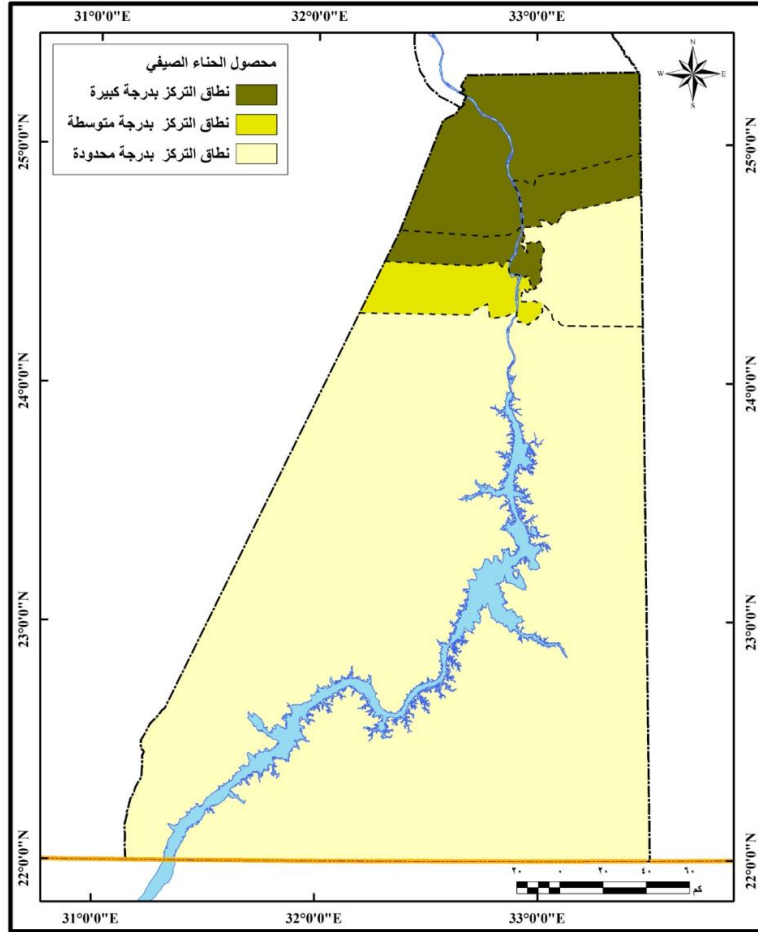 31°0'0"E 32°0'0"E 33°0'0"E
محصول الحناء الصيفي
نطاق التركز بدرجة كبيرة
نطاق التركز بدرجة متوسطة
نطاق التركز بدرجة محدودة
N
W E
S
25°0'0"N 25°0'0"N
24°0'0"N 24°0'0"N
23°0'0"N 23°0'0"N
22°0'0"N 22°0'0"N
٢٠ ٠ ٢٠ ٤٠ ٦٠
كم
31°0'0"E 32°0'0"E 33°0'0"E